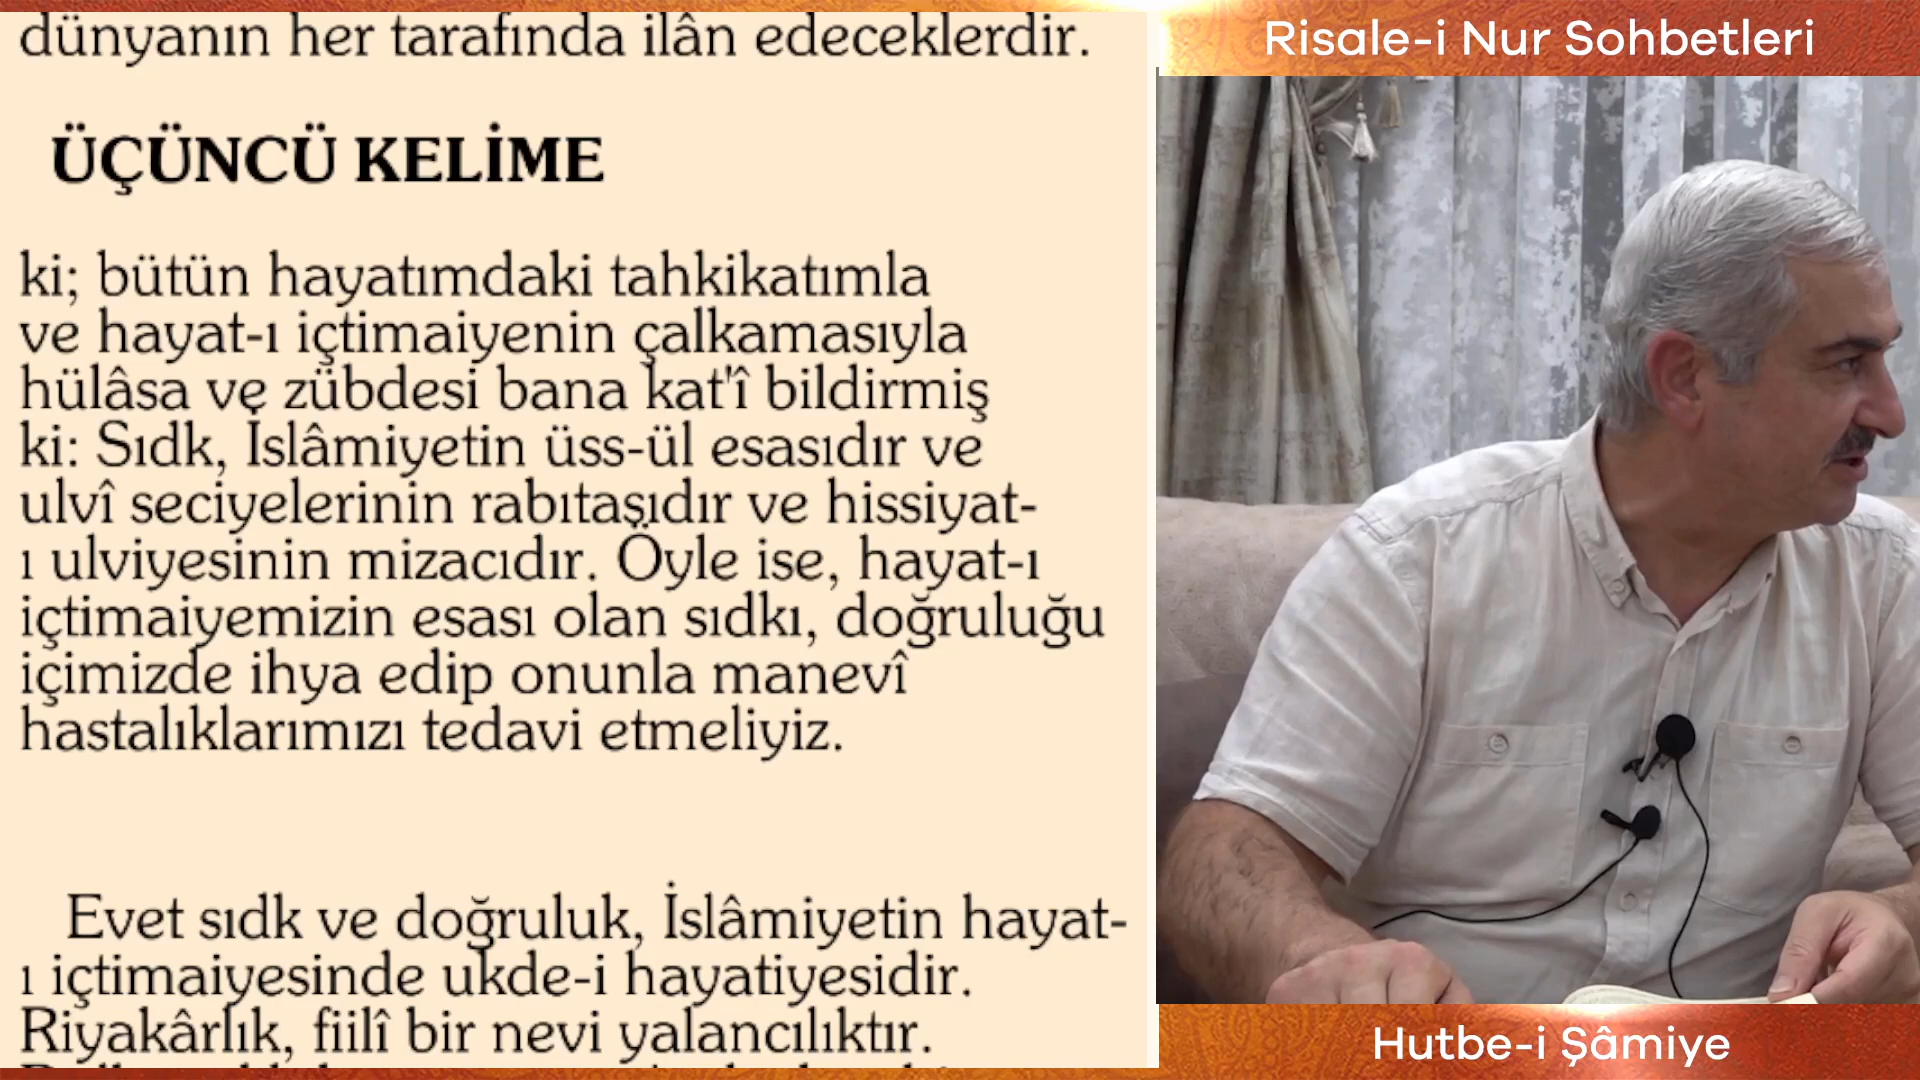 dünyanın her tarafında ilân edeceklerdir.
ÜÇÜNCÜ KELİME
ki; bütün hayatımdaki tahkikatımla
ve hayat-ı içtimaiyenin çalkamasıyla
hülâsa ve zübdesi bana kat'î bildirmiş
ki: Sıdk, İslâmiyetin üss-ül esasıdır ve
ulvî seciyelerinin rabıtasıdır ve hissiyat-
ı ulviyesinin mizacıdır. Öyle ise, hayat-ı
içtimaiyemizin esası olan sıdkı, doğruluğu
içimizde ihya edip onunla manevî
hastalıklarımızı tedavi etmeliyiz.
Evet sıdk ve doğruluk, İslâmiyetin hayat-
ı içtimaiyesinde ukde-i hayatiyesidir.
Riyakârlık, fiilî bir nevi yalancılıktır.
Risale-i Nur Sohbetleri
Hutbe-i Şâmiye